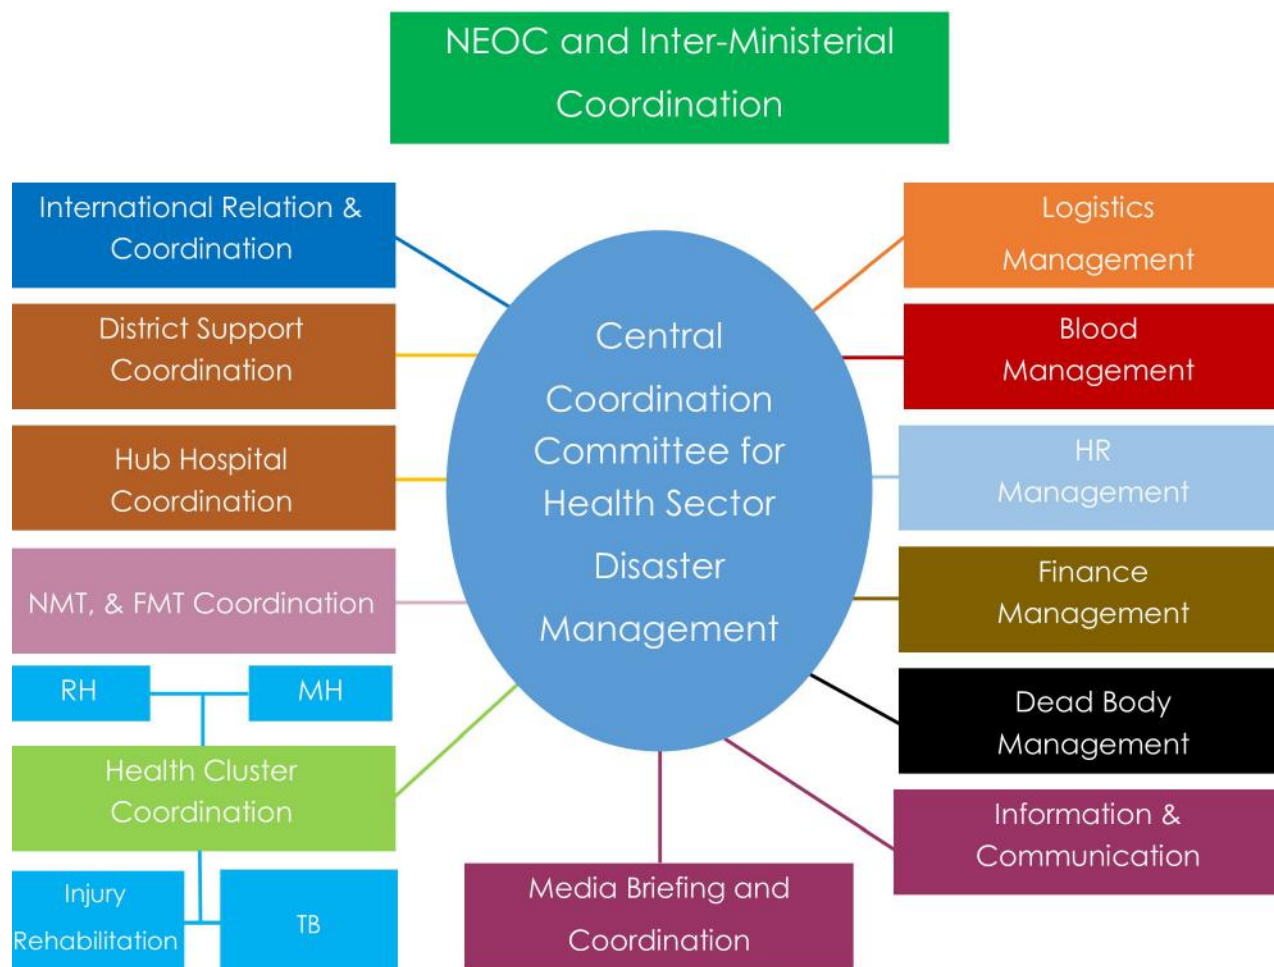 NEOC and Inter-Ministerial
Coordination
International Relation &
Coordination
District Support
Coordination
Hub Hospital
Coordination
NMT, & FMT Coordination
RH
MH
Health Cluster
Coordination
Injury
Rehabilitation
TB
Central
Coordination
Committee for
Health Sector
Disaster
Management
Media Briefing and
Coordination
Logistics
Management
Blood
Management
HR
Management
Finance
Management
Dead Body
Management
Information &
Communication